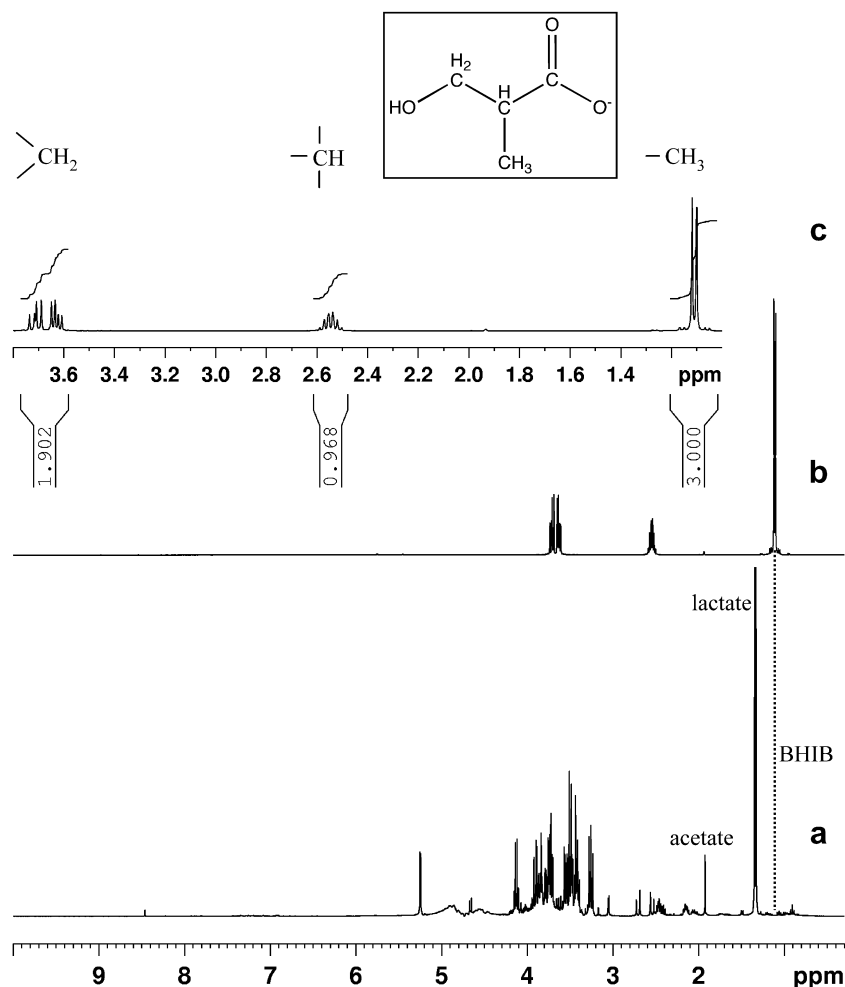 O
H2
C
H
C
C
HO
O-
CH3
CH2
CH
CH3
c
3.6 3.4 3.2 3.0 2.8 2.6 2.4 2.2 2.0 1.8 1.6 1.4 ppm
1.902
0.968
3.000
b
lactate
BHIB
acetate
a
9 8 7 6 5 4 3 2 ppm